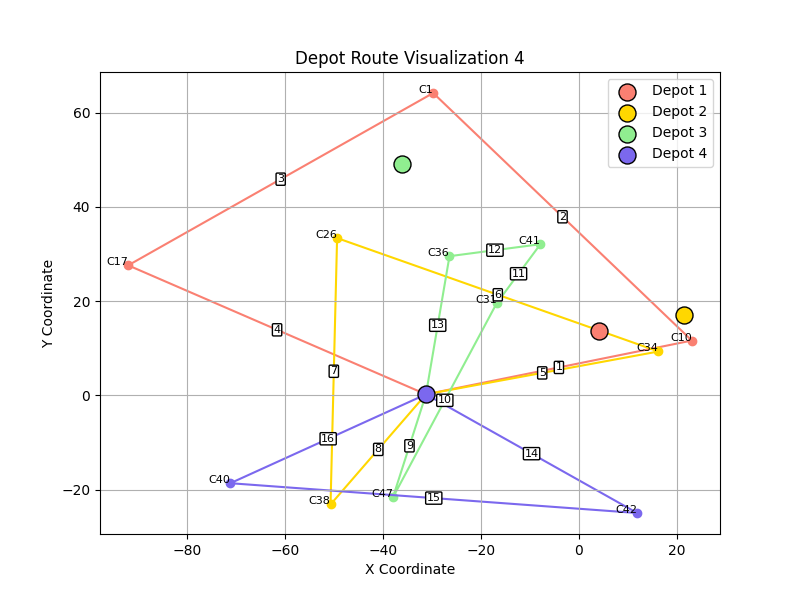 Depot Route Visualization 4
Depot 1
Depot 2
Depot 3
Depot 4
60
40
20
0
−20
−80
−60
−40
−20
0
20
X Coordinate
Y Coordinate
C1
3
2
C17
C26
C36
12
C41
11
6
C31
13
4
C10
C34
7
5
1
10
16
8
9
14
C40
C38
C47
15
C42